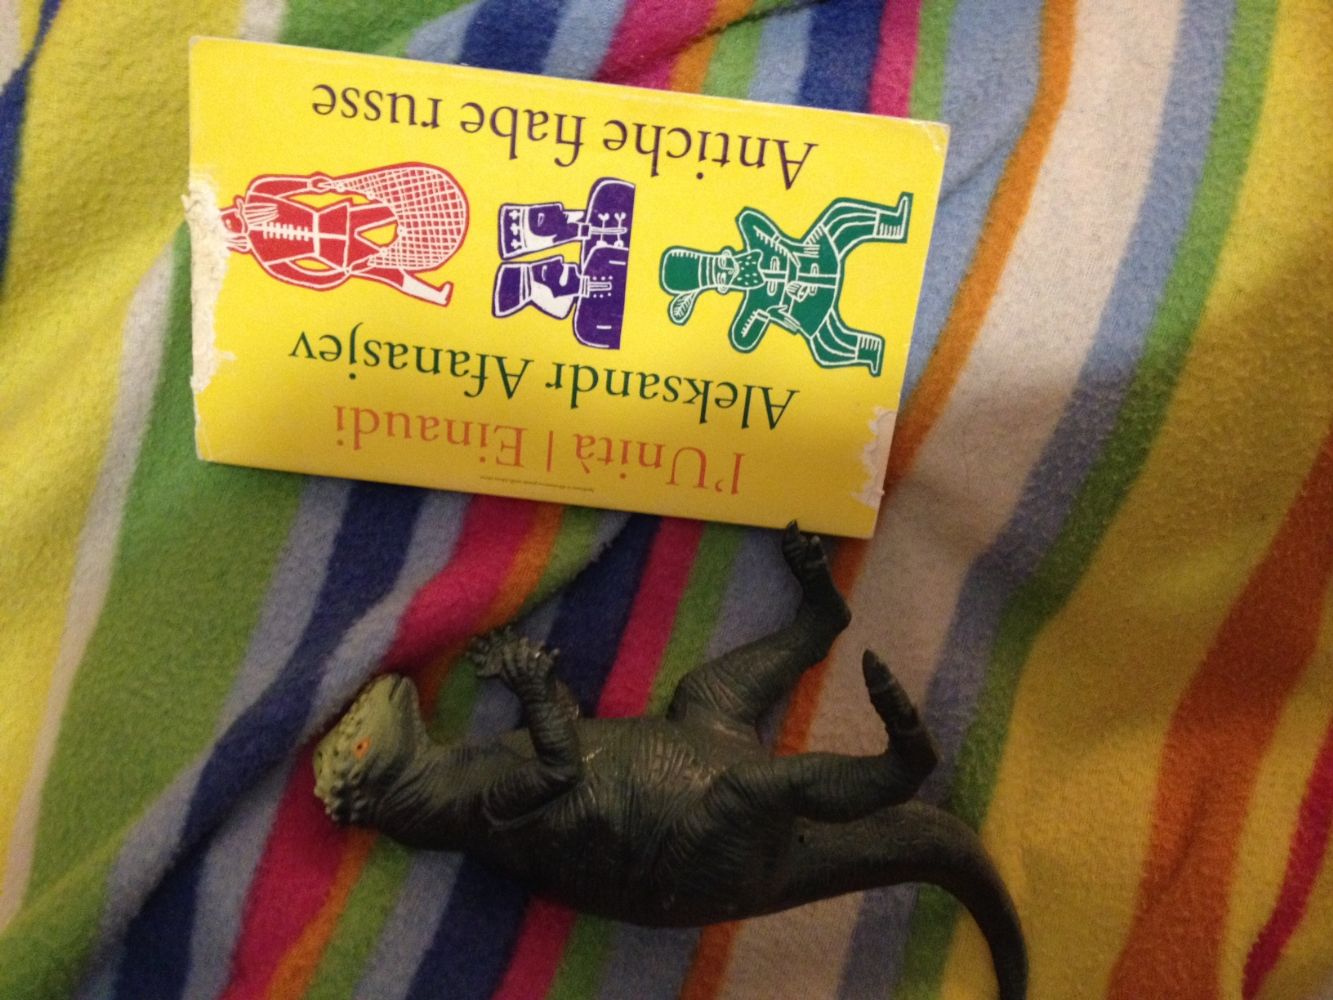 l'Unità | Einaudi
Aleksandr Afanasjev
Antiche fiabe russe